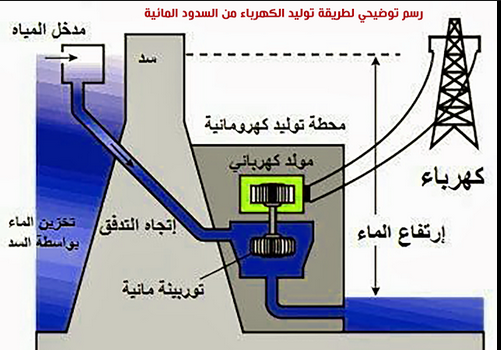 رسم توضيحي لطريقة توليد الكهرباء من السدود المائية
مدخل المياه
سد
محطة توليد كهرومائية
مولد كهربائي
كهرباء
إتجاه التدفق
إرتفاع الماء
تخزين الماء
بواسطة السد
توربينة مائية